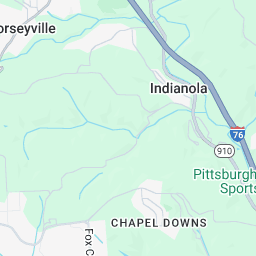 orseyville
Indianola
76
910
Pittsburgh
Sports
CHAPEL DOWNS
Fox C